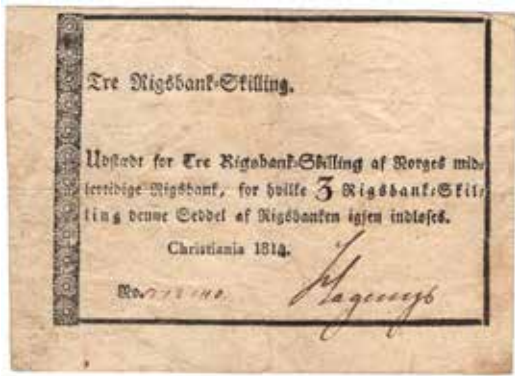 Tre Rigsbank-Skilling.
Udstædt for Tre Rigsbank-Skilling af Norges mid-
lertidige Rigsbank, for hvilke 3 Rigsbank-Skil-
ling denne Seddel af Rigsbanken igjen indløses.
Christiania 1814.
No.